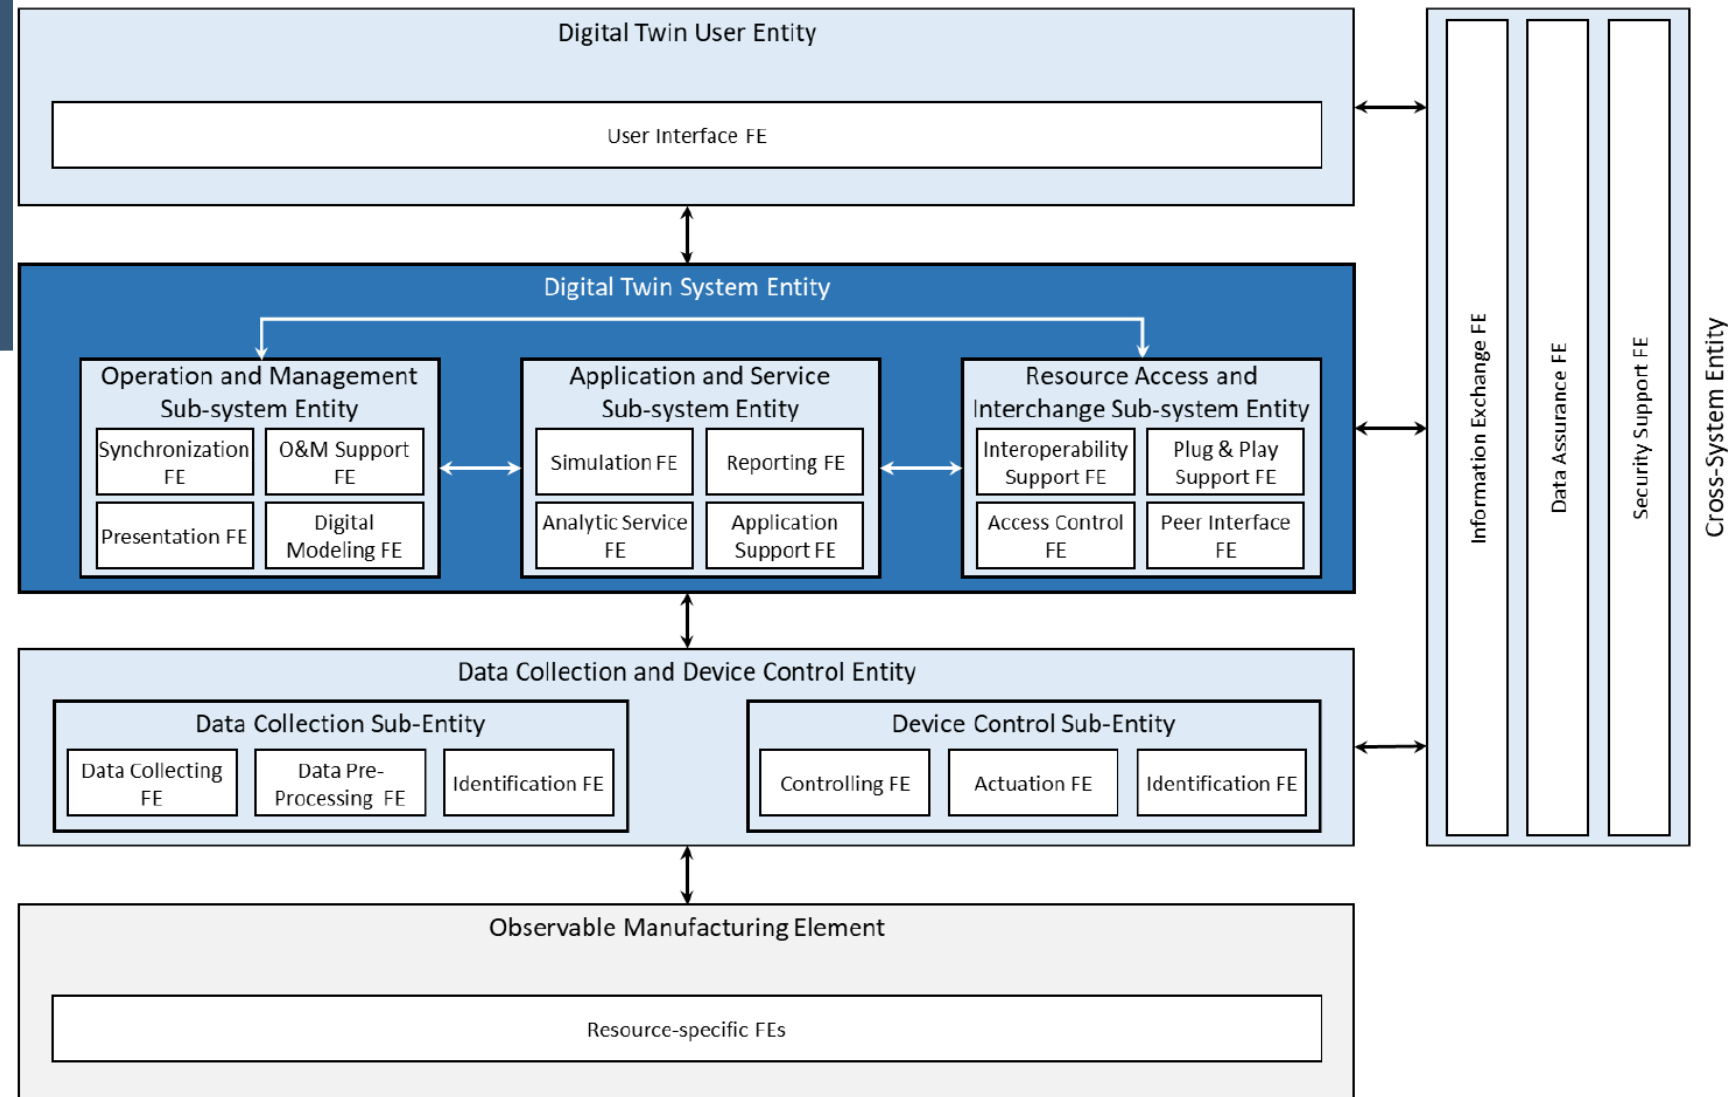 Digital Twin User Entity
User Interface FE
Digital Twin System Entity
Operation and Management
Sub-system Entity
Synchronization
FE
O&M Support
FE
Presentation FE
Digital
Modeling FE
Application and Service
Sub-system Entity
Simulation FE
Reporting FE
Analytic Service
FE
Application
Support FE
Resource Access and
Interchange Sub-system Entity
Interoperability
Support FE
Plug & Play
Support FE
Access Control
FE
Peer Interface
FE
Data Collection and Device Control Entity
Data Collection Sub-Entity
Data Collecting
FE
Data Pre-
Processing FE
Identification FE
Device Control Sub-Entity
Controlling FE
Actuation FE
Identification FE
Observable Manufacturing Element
Resource-specific FEs
Information Exchange FE
Data Assurance FE
Security Support FE
Cross-System Entity